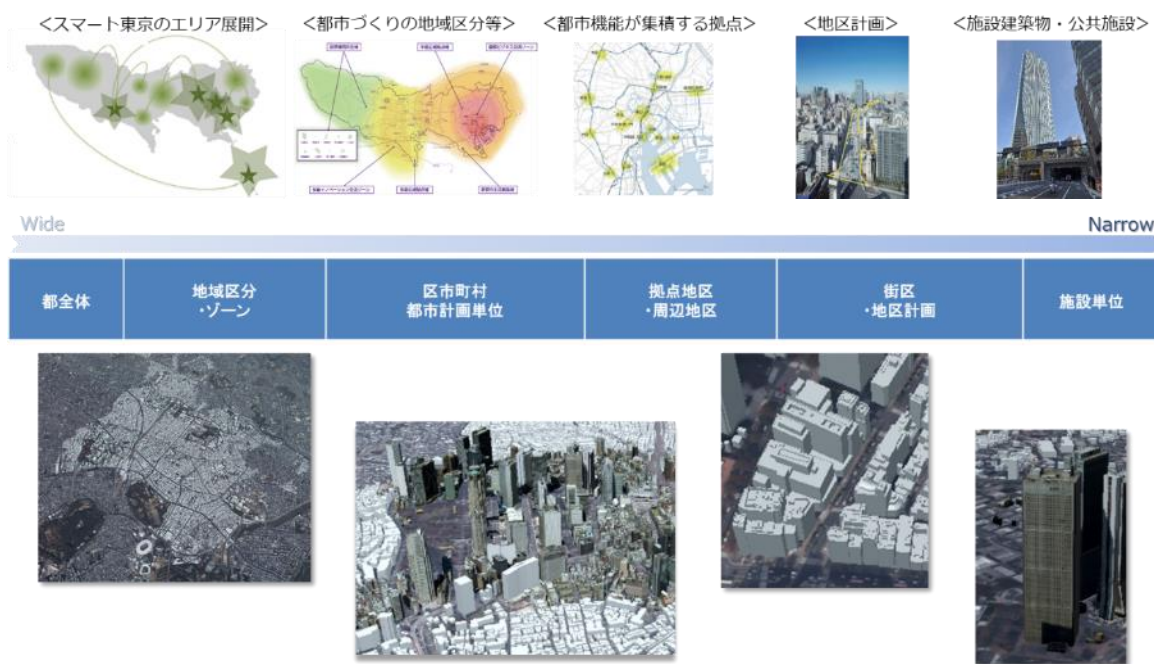 ＜スマート東京のエリア展開＞
＜都市づくりの地域区分等＞
＜都市機能が集積する拠点＞
＜地区計画＞
＜施設建築物・公共施設＞
Wide
Narrow
都全体
地域区分
・ゾーン
区市町村
都市計画単位
拠点地区
・周辺地区
街区
・地区計画
施設単位